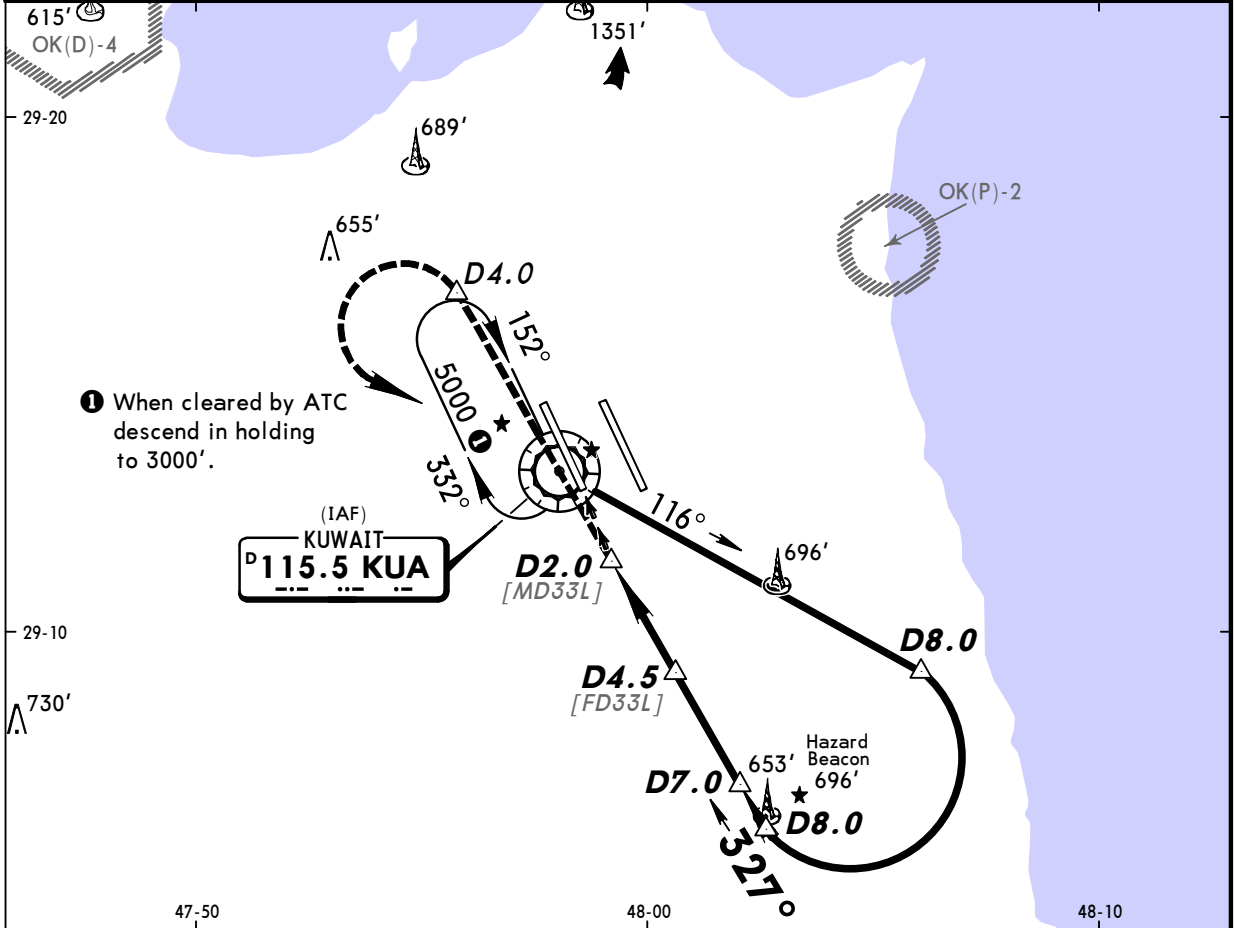 615'
OK(D)-4
1351'
29-20
689'
OK(P)-2
655'
D4.0
152°
❶ When cleared by ATC
descend in holding
to 3000'.
5000 ❶
332°
116°
(IAF)
KUWAIT
D 115.5 KUA
696'
D2.0
[MD33L]
29-10
D8.0
D4.5
[FD33L]
730'
Hazard
Beacon
696'
653'
D7.0
D8.0
327°
47-50
48-00
48-10